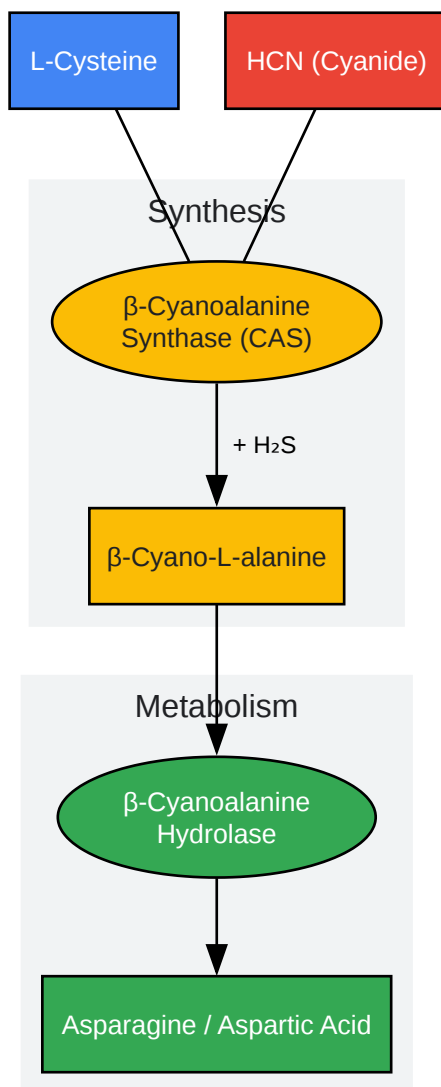 L-Cysteine
HCN (Cyanide)
Synthesis
β-Cyanoalanine
Synthase (CAS)
+ H₂S
β-Cyano-L-alanine
Metabolism
β-Cyanoalanine
Hydrolase
Asparagine / Aspartic Acid